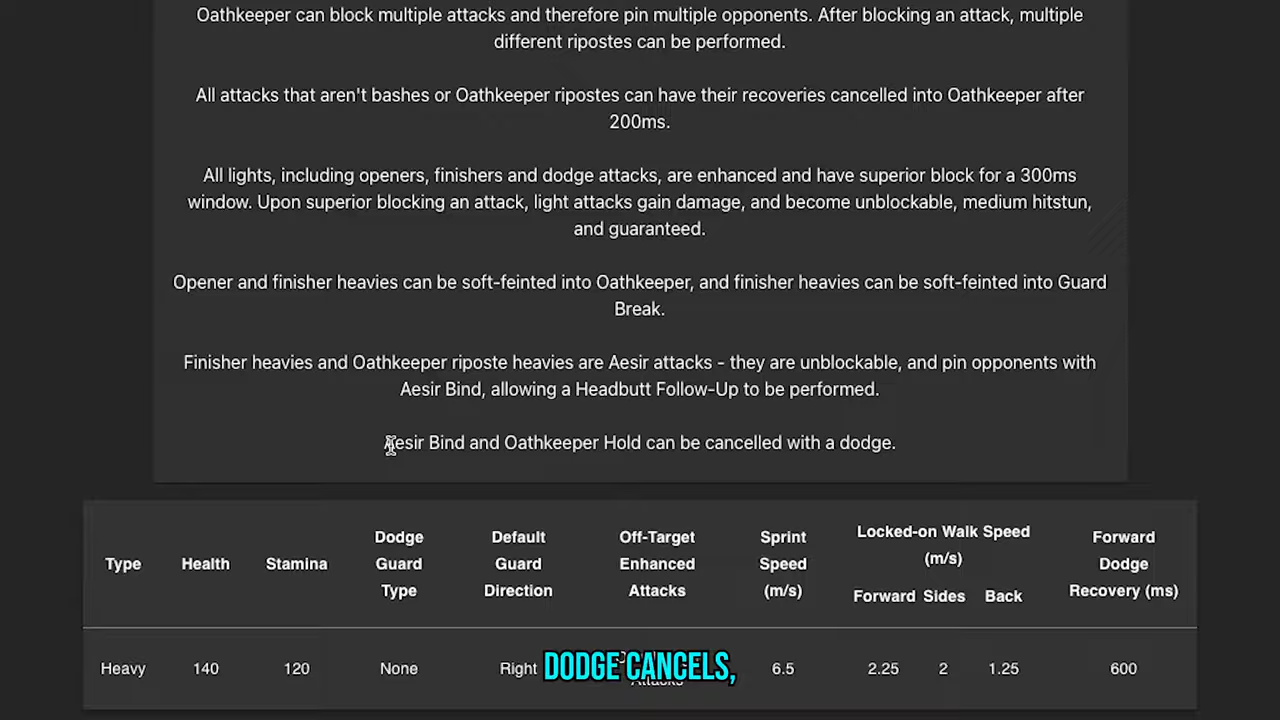 Oathkeeper can block multiple attacks and therefore pin multiple opponents. After blocking an attack, multiple
different ripostes can be performed.
All attacks that aren't bashes or Oathkeeper ripostes can have their recoveries cancelled into Oathkeeper after
200ms.
All lights, including openers, finishers and dodge attacks, are enhanced and have superior block for a 300ms
window. Upon superior blocking an attack, light attacks gain damage, and become unblockable, medium hitstun,
and guaranteed.
Opener and finisher heavies can be soft-feinted into Oathkeeper, and finisher heavies can be soft-feinted into Guard
Break.
Finisher heavies and Oathkeeper riposte heavies are Aesir attacks - they are unblockable, and pin opponents with
Aesir Bind, allowing a Headbutt Follow-Up to be performed.
Aesir Bind and Oathkeeper Hold can be cancelled with a dodge.
Type Health Stamina Dodge Guard Type Default Guard Direction Off-Target Enhanced Attacks Sprint Speed (m/s) Locked-on Walk Speed (m/s) Forward Sides Back Forward Dodge Recovery (ms)
Heavy 140 120 None Right Attacks 6.5 2.25 2 1.25 600
DODGE CANCELS,